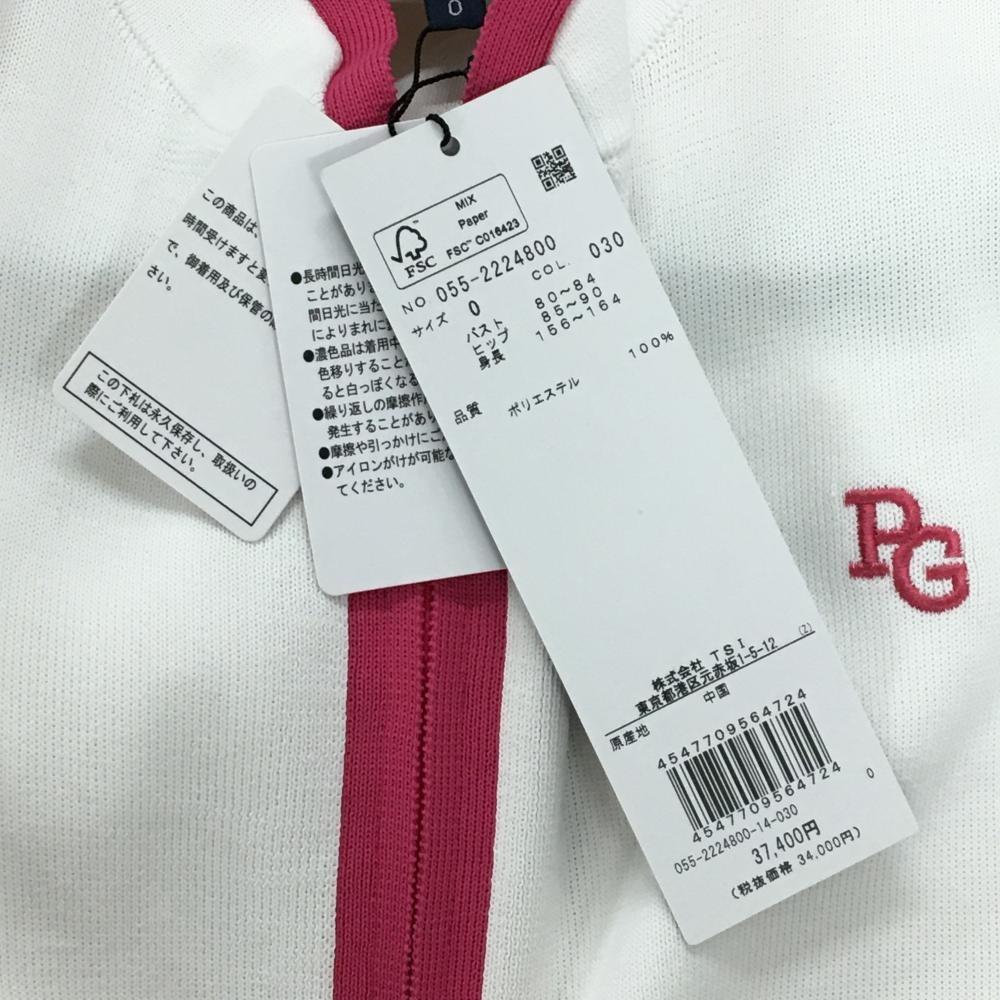 0
この商品は、
時間受けますと変
で、御着用及び保管の
さい。
この下札は永久保存し、取扱いの
際にご利用して下さい。
●長時間日光
ことがあり
間日光に当た
によりまれに
●濃色品は着用中
色移りすること
ると白っぽくなる
●繰り返しの摩擦
発生することがあり
●摩擦や引っかけにご
●アイロンがけが可能な
てください。
FSC
MIX
Paper
FSC™ C016423
NO. 055-2224800
COL. 030
サイズ 0
バスト 80~84
ヒップ 85~90
身長 156~164
品質 ポリエステル 100%
株式会社 TSI (Z)
東京都港区元赤坂1-5-12
原産地 中国
4547709564724
4547709564724
0
055-2224800-14-030
37,400円
(税抜価格 34,000円)
PG